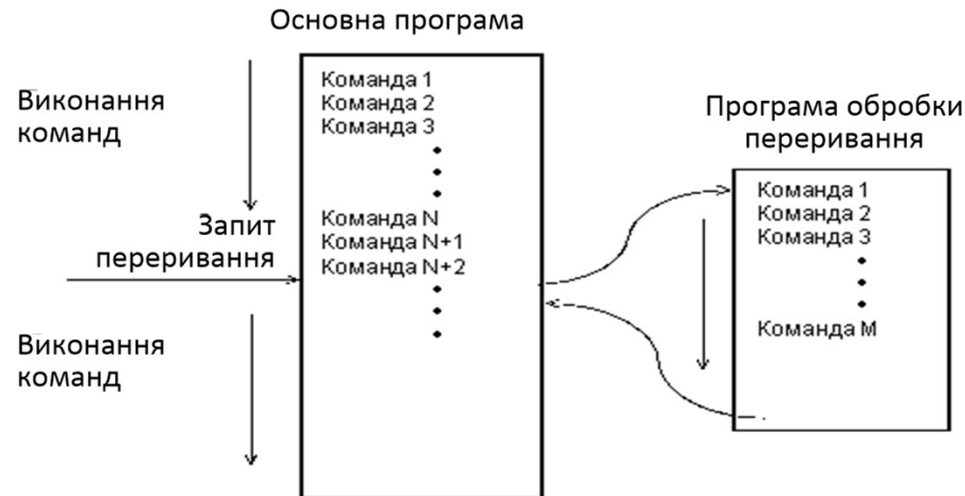 Основна програма
Виконання
команд
Запит
переривання
Виконання
команд
Команда 1
Команда 2
Команда 3
Команда N
Команда N+1
Команда N+2
Програма обробки
переривання
Команда 1
Команда 2
Команда 3
Команда M